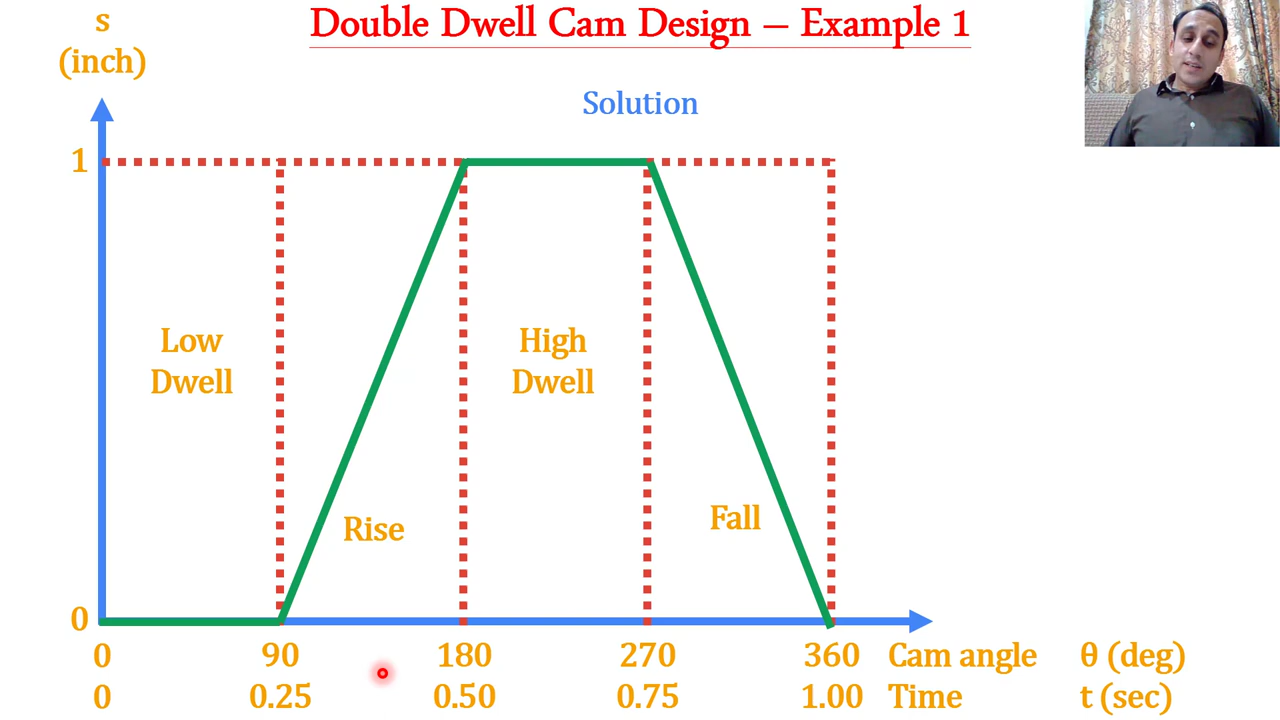 Double Dwell Cam Design – Example 1
s
(inch)
Solution
1
Low
Dwell
High
Dwell
Rise
Fall
0
0 90 180 270 360 Cam angle θ (deg)
0 0.25 0.50 0.75 1.00 Time t (sec)